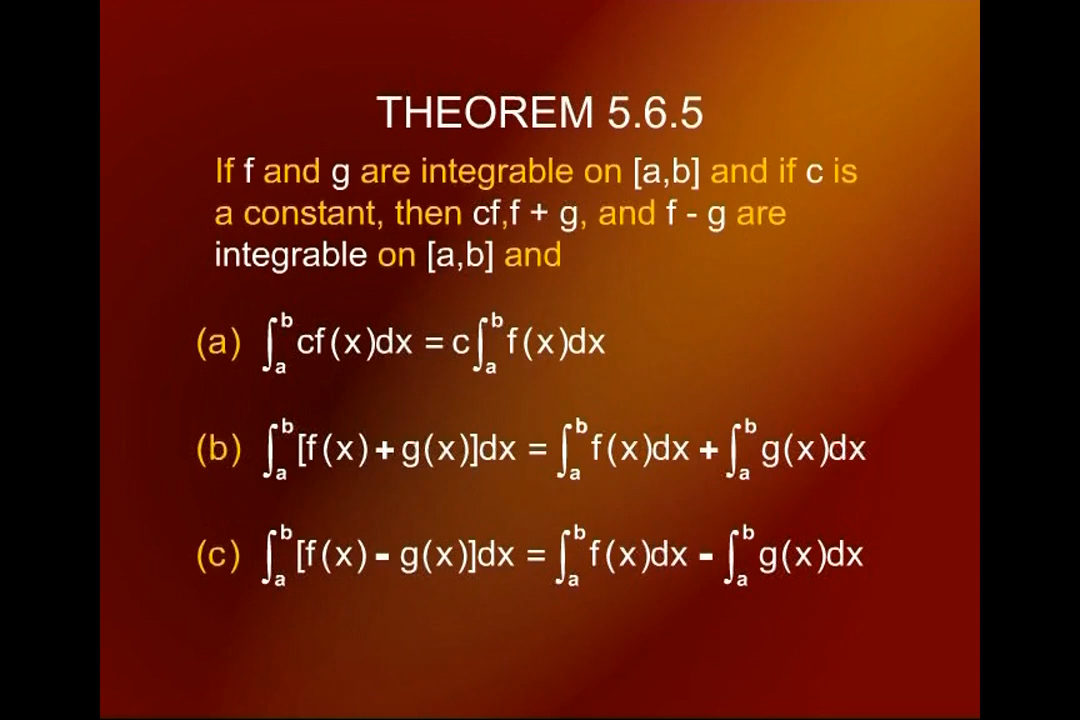 THEOREM 5.6.5
If f and g are integrable on [a,b] and if c is
a constant, then cf,f + g, and f - g are
integrable on [a,b] and
(a) ∫ₐᵇ cf(x)dx = c∫ₐᵇ f(x)dx
(b) ∫ₐᵇ [f(x)+g(x)]dx = ∫ₐᵇ f(x)dx + ∫ₐᵇ g(x)dx
(c) ∫ₐᵇ [f(x)- g(x)]dx = ∫ₐᵇ f(x)dx - ∫ₐᵇ g(x)dx